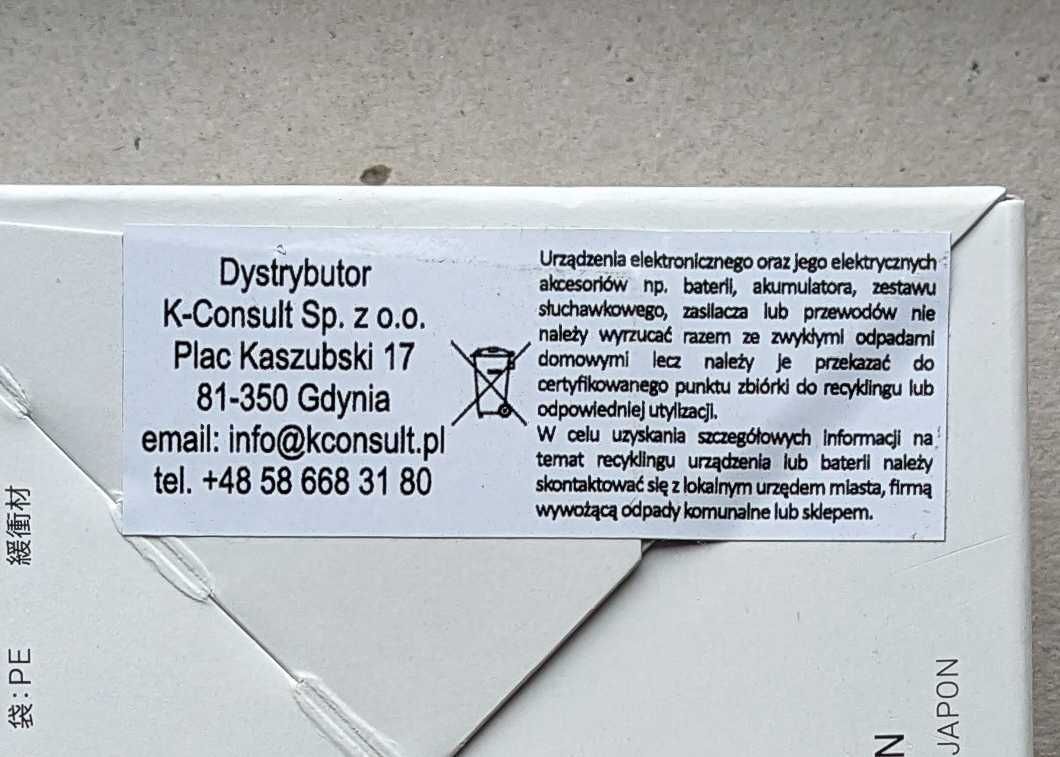 Dystrybutor
K-Consult Sp. z o.o.
Plac Kaszubski 17
81-350 Gdynia
email: info@kconsult.pl
tel. +48 58 668 31 80
Urządzenia elektronicznego oraz jego elektrycznych
akcesoriów np. baterii, akumulatora, zestawu
słuchawkowego, zasilacza lub przewodów nie
należy wyrzucać razem ze zwykłymi odpadami
domowymi lecz należy je przekazać do
certyfikowanego punktu zbiórki do recyklingu lub
odpowiedniej utylizacji.
W celu uzyskania szczegółowych informacji na
temat recyklingu urządzenia lub baterii należy
skontaktować się z lokalnym urzędem miasta, firmą
wywożącą odpady komunalne lub sklepem.
緩衝材
袋:PE
N
JAPON